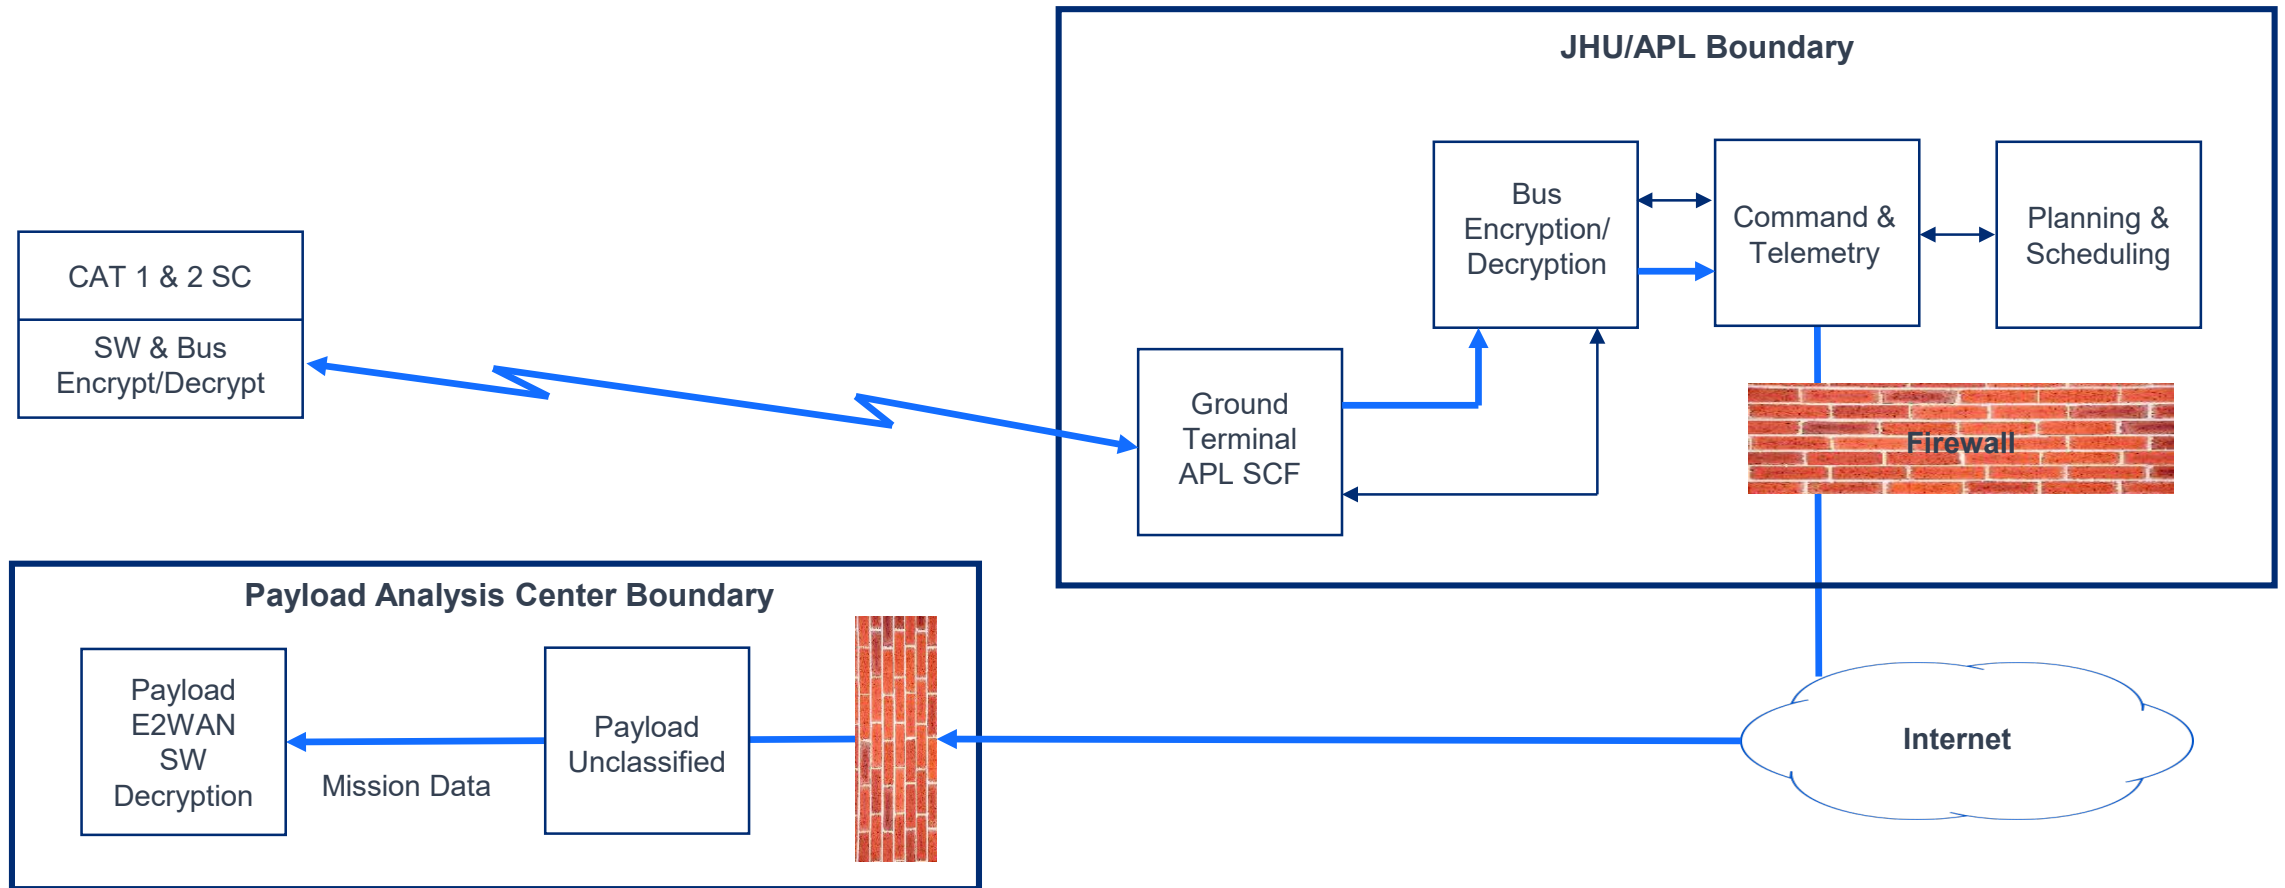 JHU/APL Boundary
Bus
Encryption/
Decryption
Command &
Telemetry
Planning &
Scheduling
CAT 1 & 2 SC
SW & Bus
Encrypt/Decrypt
Ground
Terminal
APL SCF
Firewall
Payload Analysis Center Boundary
Payload
E2WAN
SW
Decryption
Mission Data
Payload
Unclassified
Internet